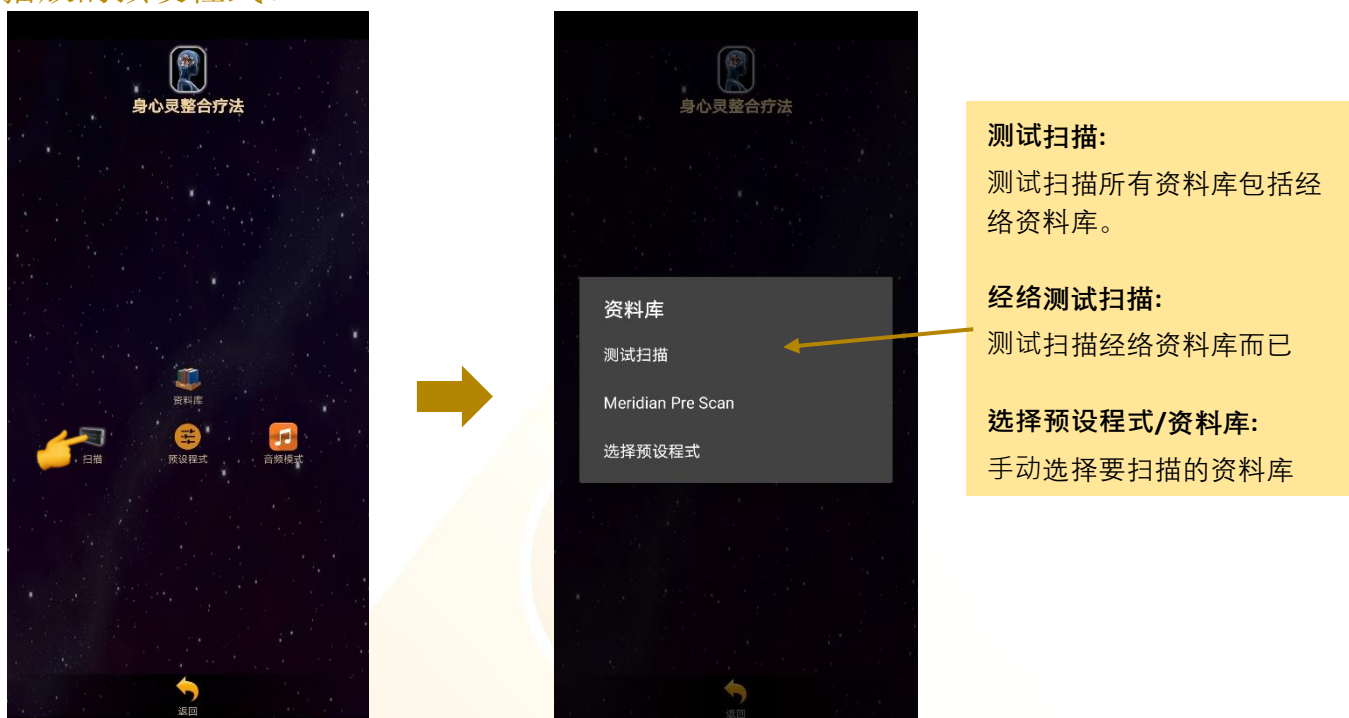 身心灵整合疗法
资料库
扫描
预设程式
音频模式
返回
身心灵整合疗法
资料库
测试扫描
Meridian Pre Scan
选择预设程式
返回
测试扫描:
测试扫描所有资料库包括经
络资料库。
经络测试扫描:
测试扫描经络资料库而已
选择预设程式/资料库:
手动选择要扫描的资料库